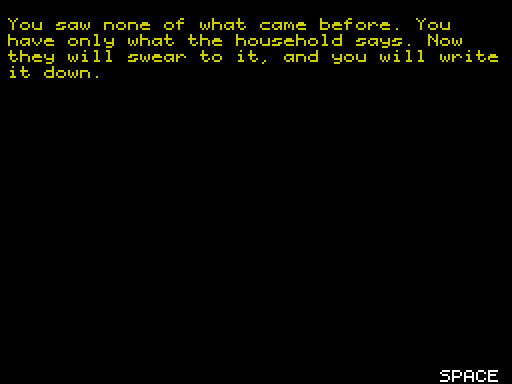 You saw none of what came before. You
have only what the household says. Now
they will swear to it, and you will write
it down.
SPACE